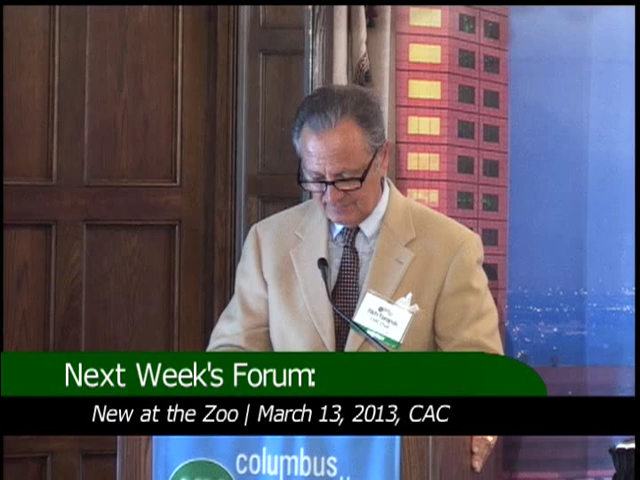 Next Week's Forum:
New at the Zoo | March 13, 2013, CAC
columbus